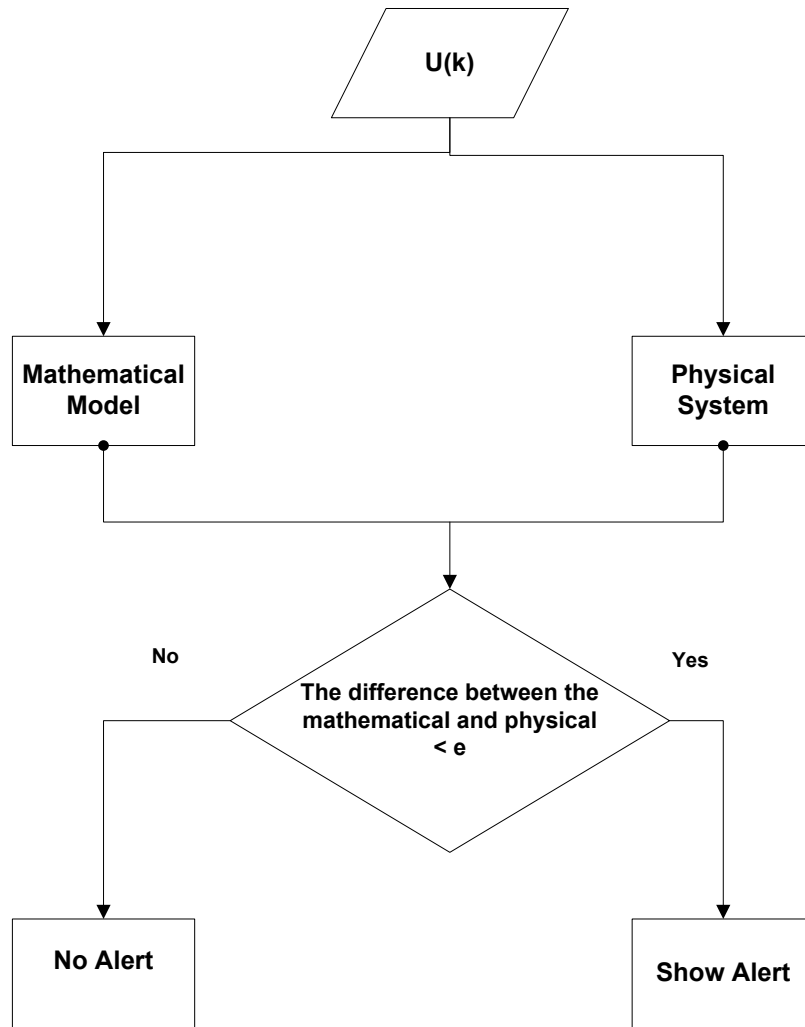 U(k)
Mathematical
Model
Physical
System
No
Yes
The difference between the
mathematical and physical
< e
No Alert
Show Alert